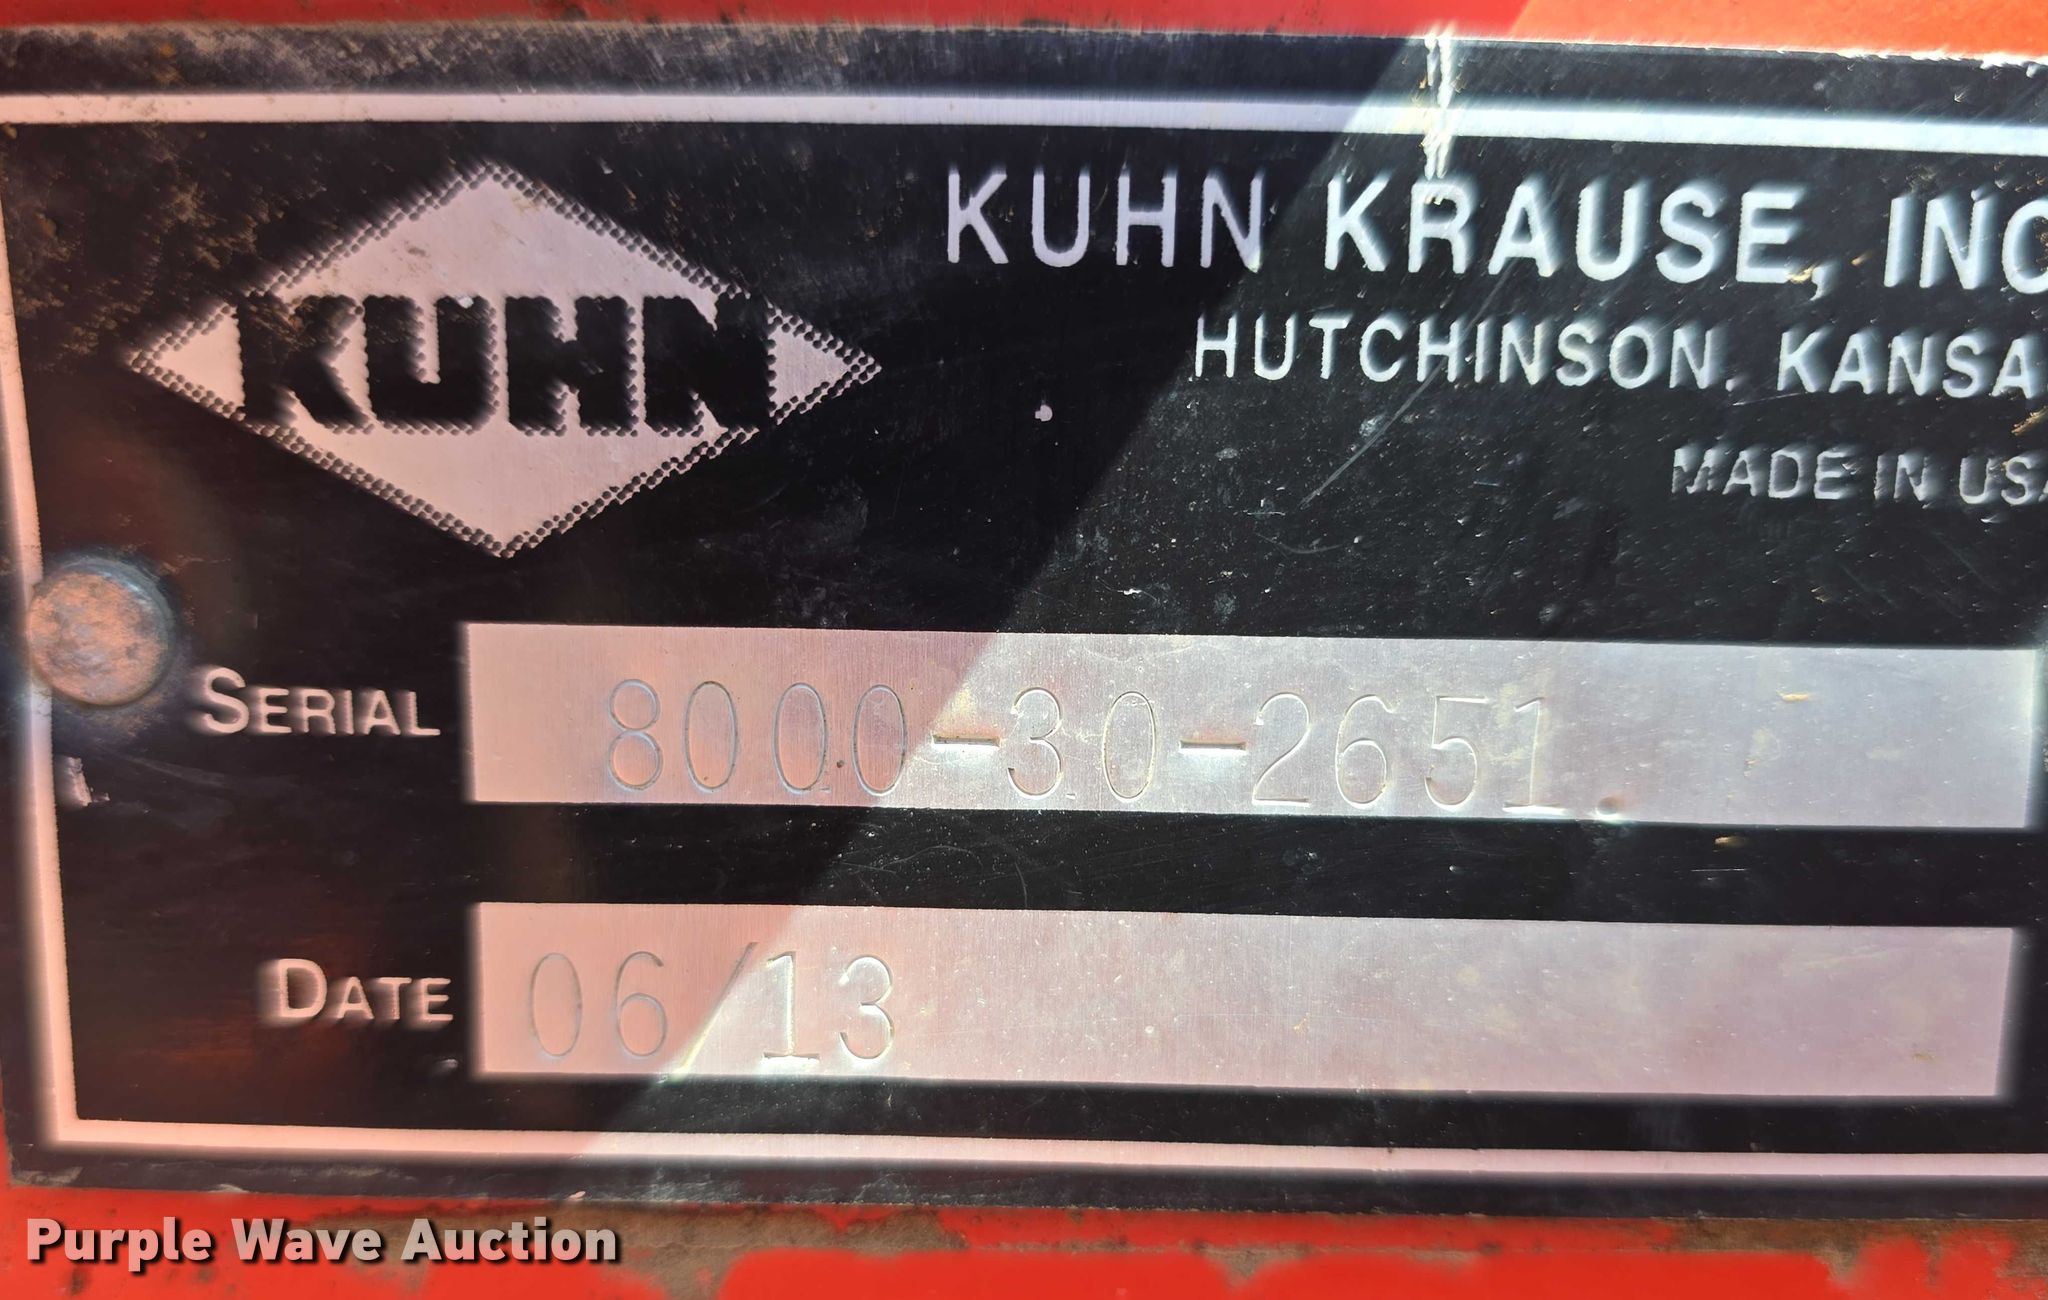 KUHN
KUHN KRAUSE, INC
HUTCHINSON, KANSA
MADE IN USA
SERIAL 8000-30-2651.
DATE 06/13
Purple Wave Auction